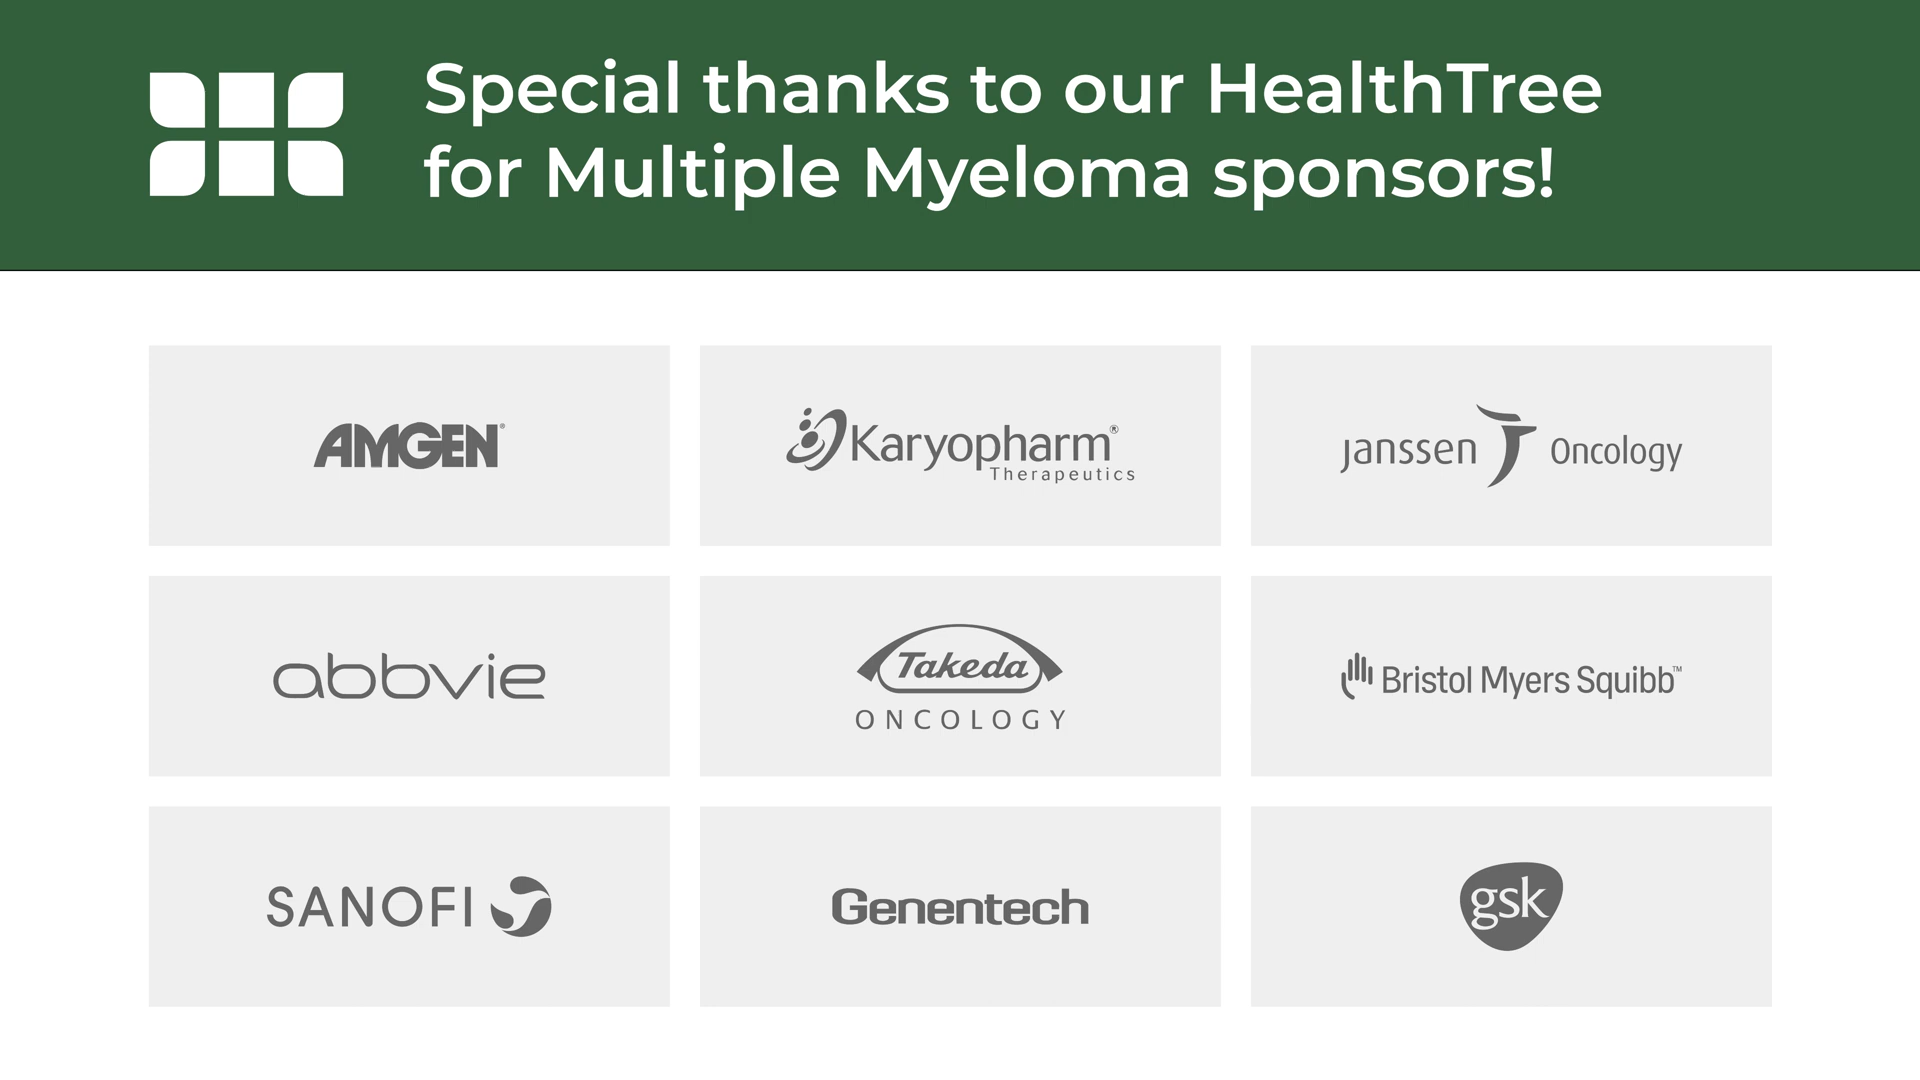 Special thanks to our HealthTree
for Multiple Myeloma sponsors!
AMGEN®
Karyopharm®
Therapeutics
janssen Oncology
abbvie
Takeda
ONCOLOGY
Bristol Myers Squibb™
SANOFI
Genentech
gsk